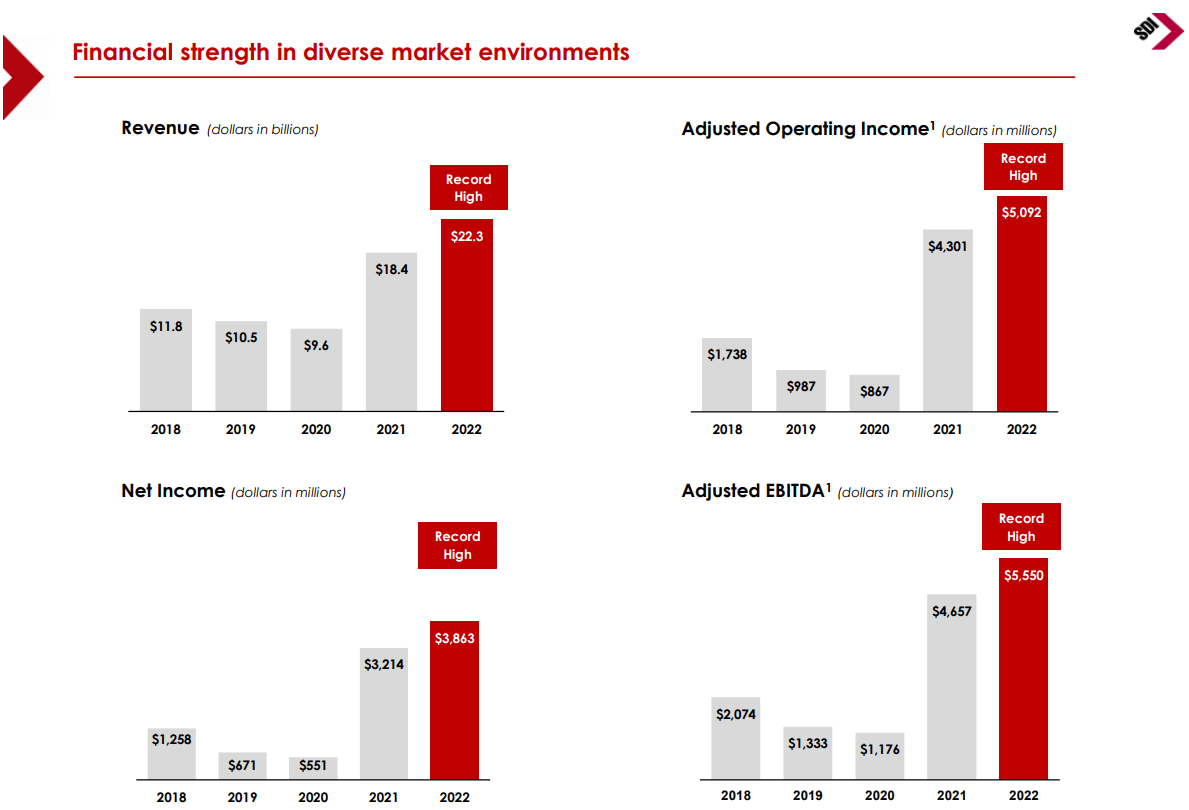 SDI
Financial strength in diverse market environments
Revenue (dollars in billions)
Record
High
$22.3
$18.4
$11.8
$10.5
$9.6
2018 2019 2020 2021 2022
Adjusted Operating Income¹ (dollars in millions)
Record
High
$5,092
$4,301
$1,738
$987
$867
2018 2019 2020 2021 2022
Net Income (dollars in millions)
Record
High
$3,863
$3,214
$1,258
$671
$551
2018 2019 2020 2021 2022
Adjusted EBITDA¹ (dollars in millions)
Record
High
$5,550
$4,657
$2,074
$1,333
$1,176
2018 2019 2020 2021 2022